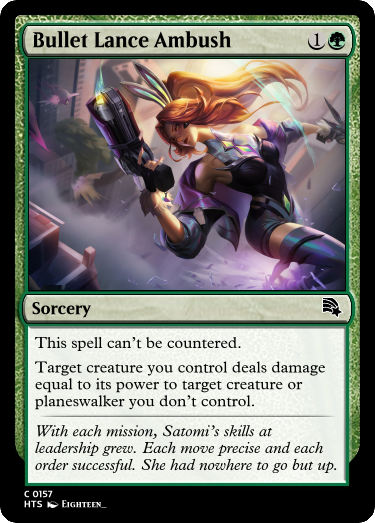 Bullet Lance Ambush 1
Sorcery
This spell can't be countered.
Target creature you control deals damage
equal to its power to target creature or
planeswalker you don't control.
With each mission, Satomi's skills at
leadership grew. Each move precise and each
order successful. She had nowhere to go but up.
C 0157
HTS Eighteen_